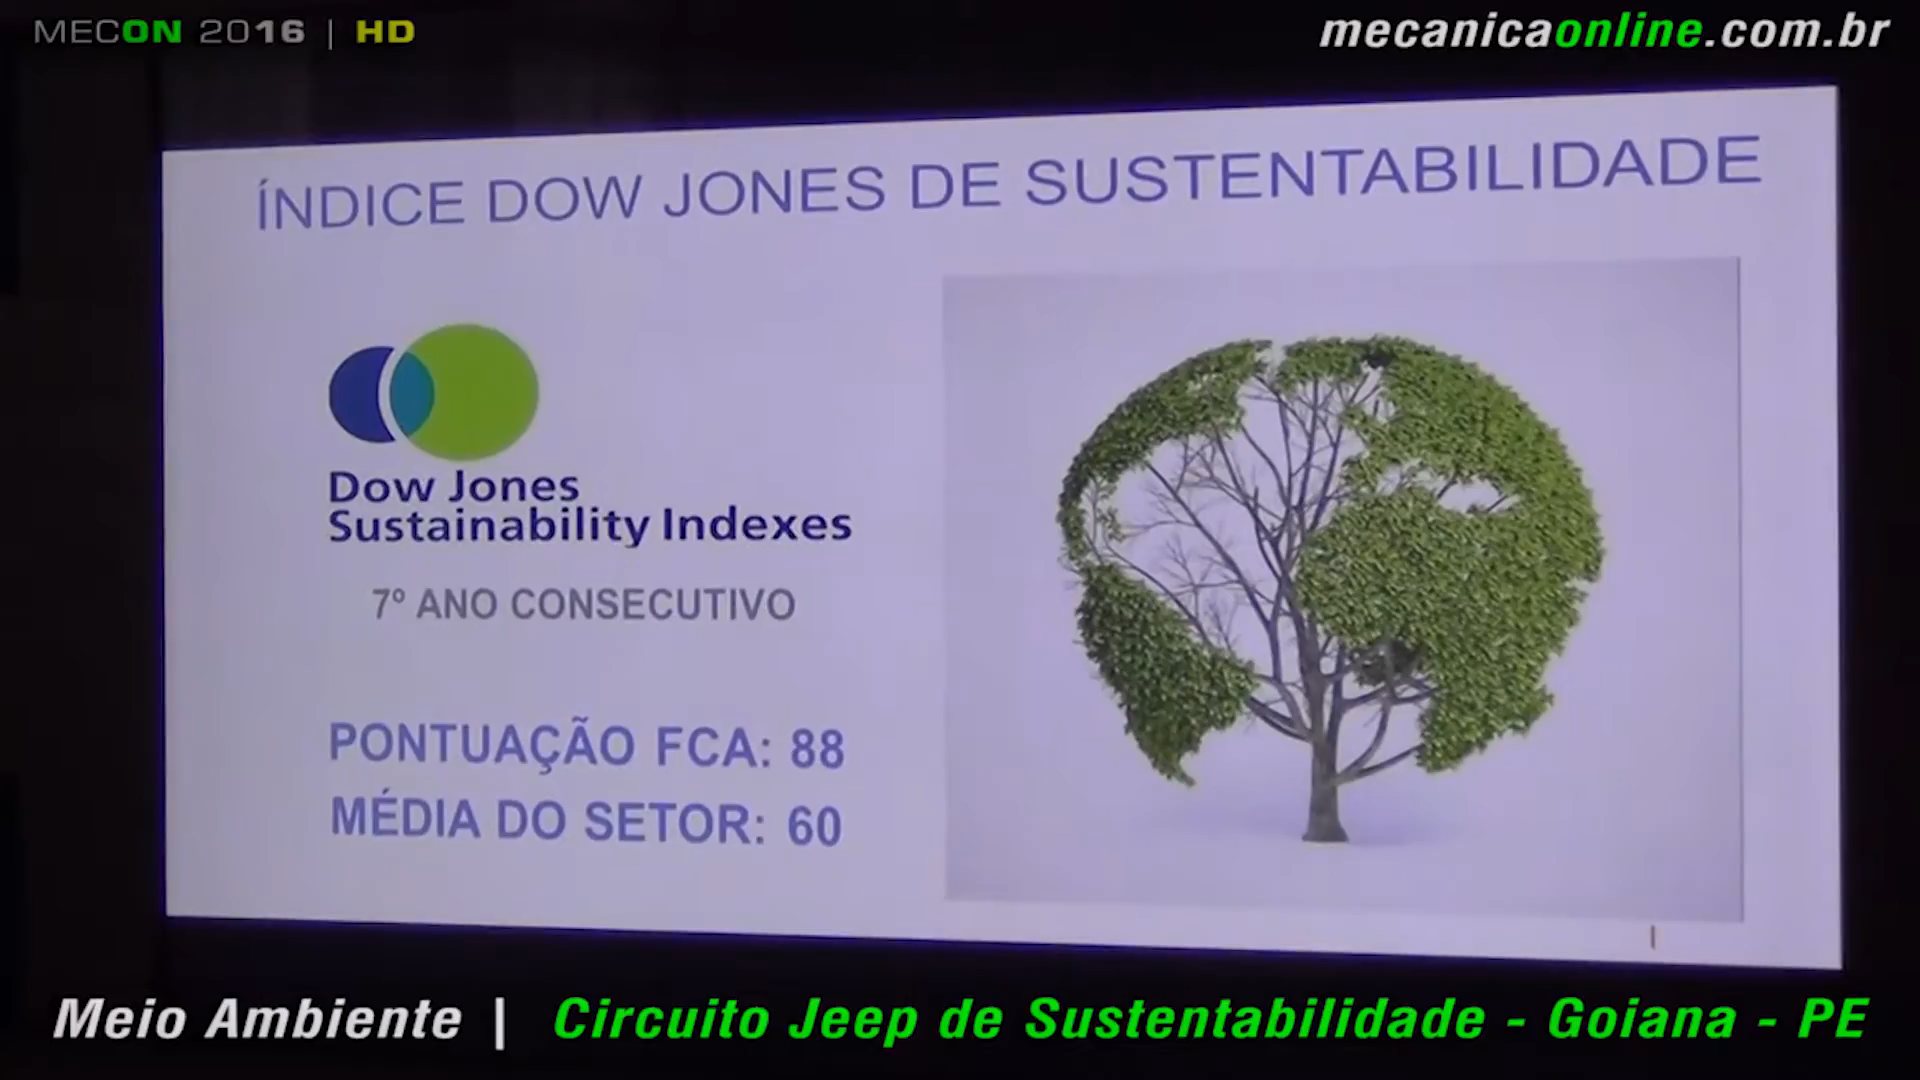 MECON 2016 | HD
mecanicaonline.com.br
ÍNDICE DOW JONES DE SUSTENTABILIDADE
Dow Jones
Sustainability Indexes
7º ANO CONSECUTIVO
PONTUAÇÃO FCA: 88
MÉDIA DO SETOR: 60
Meio Ambiente | Circuito Jeep de Sustentabilidade - Goiana - PE